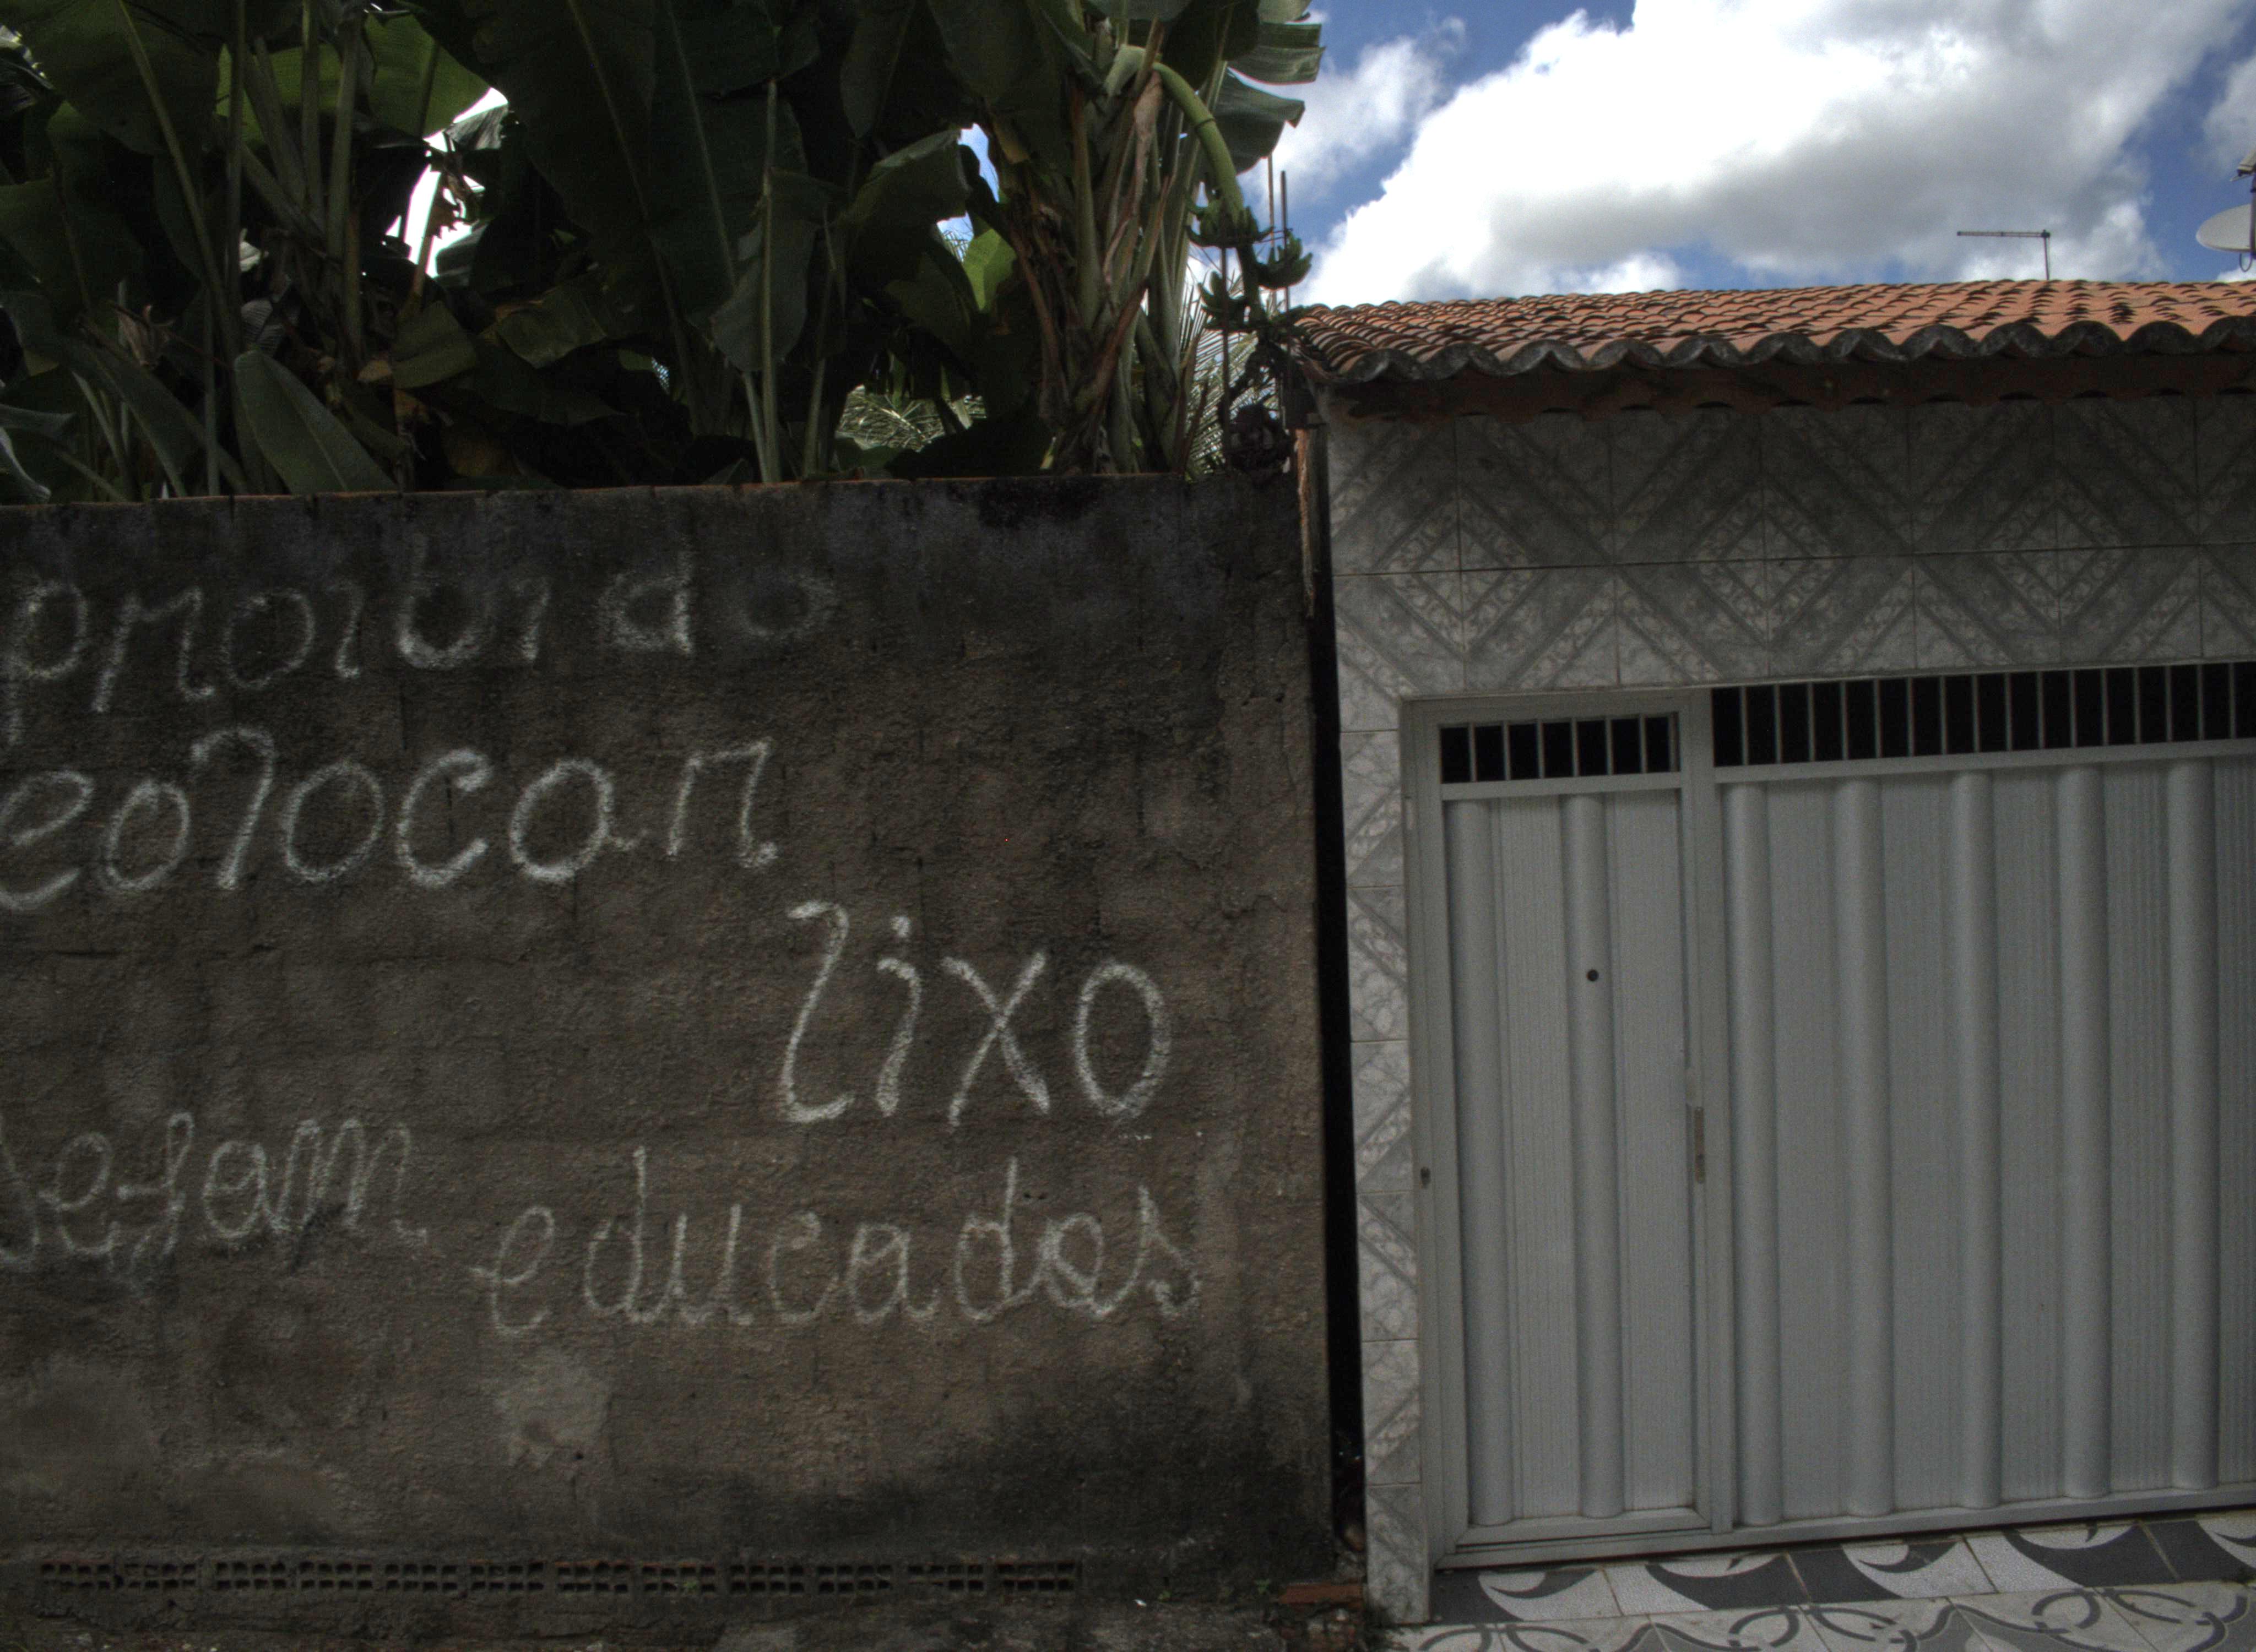 proibido
colocar
lixo
sejam educados